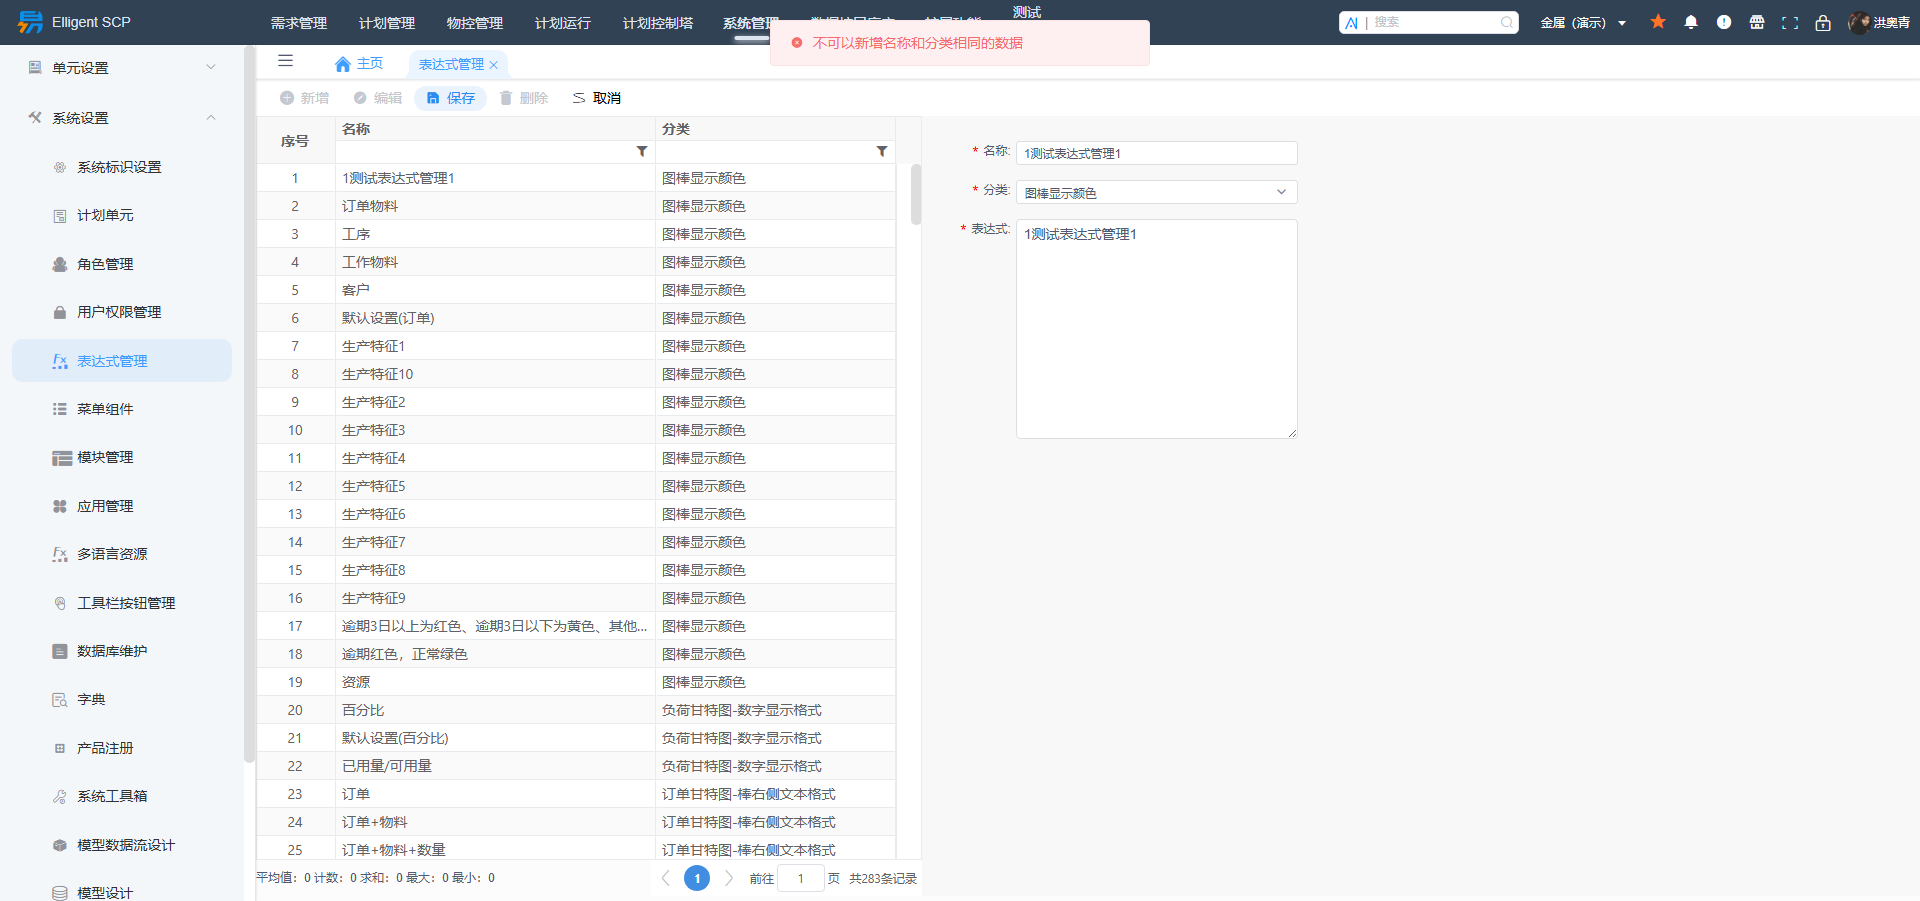 Elligent SCP
需求管理
计划管理
物控管理
计划运行
计划控制塔
系统管理
测试
AI | 搜索
金属（演示）
洪奥青
不可以新增名称和分类相同的数据
单元设置
系统设置
系统标识设置
计划单元
角色管理
用户权限管理
表达式管理
菜单组件
模块管理
应用管理
多语言资源
工具栏按钮管理
数据库维护
字典
产品注册
系统工具箱
模型数据流设计
模型设计
主页
表达式管理
新增
编辑
保存
删除
取消
序号 名称 分类
1 1测试表达式管理1 图棒显示颜色
2 订单物料 图棒显示颜色
3 工序 图棒显示颜色
4 工作物料 图棒显示颜色
5 客户 图棒显示颜色
6 默认设置(订单) 图棒显示颜色
7 生产特征1 图棒显示颜色
8 生产特征10 图棒显示颜色
9 生产特征2 图棒显示颜色
10 生产特征3 图棒显示颜色
11 生产特征4 图棒显示颜色
12 生产特征5 图棒显示颜色
13 生产特征6 图棒显示颜色
14 生产特征7 图棒显示颜色
15 生产特征8 图棒显示颜色
16 生产特征9 图棒显示颜色
17 逾期3日以上为红色、逾期3日以下为黄色、其他... 图棒显示颜色
18 逾期红色，正常绿色 图棒显示颜色
19 资源 图棒显示颜色
20 百分比 负荷甘特图-数字显示格式
21 默认设置(百分比) 负荷甘特图-数字显示格式
22 已用量/可用量 负荷甘特图-数字显示格式
23 订单 订单甘特图-棒右侧文本格式
24 订单+物料 订单甘特图-棒右侧文本格式
25 订单+物料+数量 订单甘特图-棒右侧文本格式
平均值：0 计数：0 求和：0 最大：0 最小：0
1 前往 1 页 共283条记录
* 名称: 1测试表达式管理1
* 分类: 图棒显示颜色
* 表达式: 1测试表达式管理1